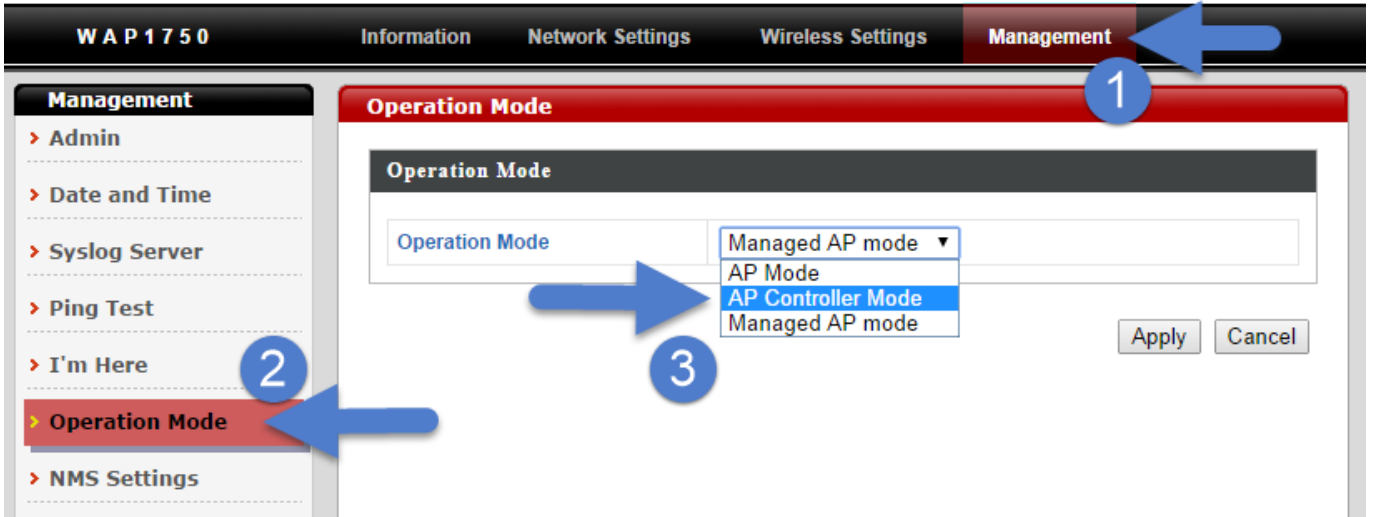 WAP1750 Information Network Settings Wireless Settings Management
1
Management
Admin
Date and Time
Syslog Server
Ping Test
I'm Here
2
Operation Mode
NMS Settings
Operation Mode
Operation Mode
Operation Mode Managed AP mode
AP Mode
AP Controller Mode
Managed AP mode
3
Apply Cancel